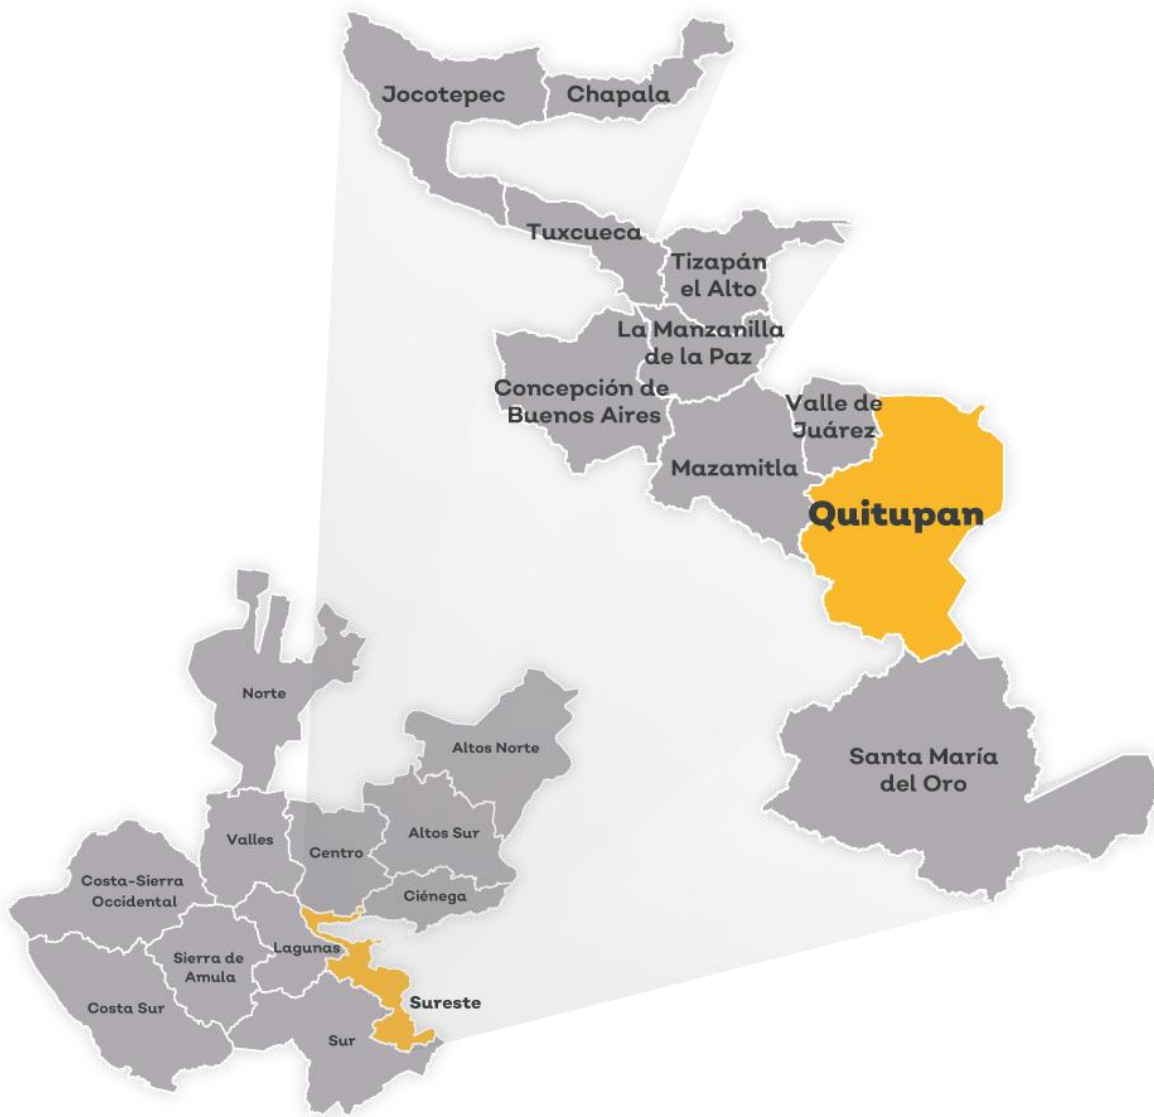 Jocotepec
Chapala
Tuxcueca
Tizapán
el Alto
La Manzanilla
de la Paz
Concepción de
Buenos Aires
Valle de
Juárez
Mazamitla
Quitupan
Santa María
del Oro
Norte
Altos Norte
Valles
Centro
Altos Sur
Costa-Sierra
Occidental
Ciénega
Lagunas
Sierra de
Amula
Costa Sur
Sureste
Sur